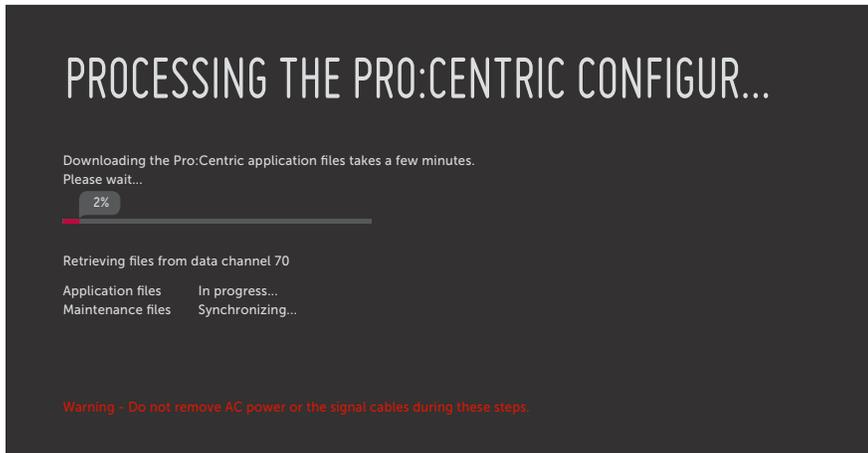 PROCESSING THE PRO:CENTRIC CONFIGUR...
Downloading the Pro:Centric application files takes a few minutes.
Please wait...
2%
Retrieving files from data channel 70
Application files In progress...
Maintenance files Synchronizing...
Warning - Do not remove AC power or the signal cables during these steps.